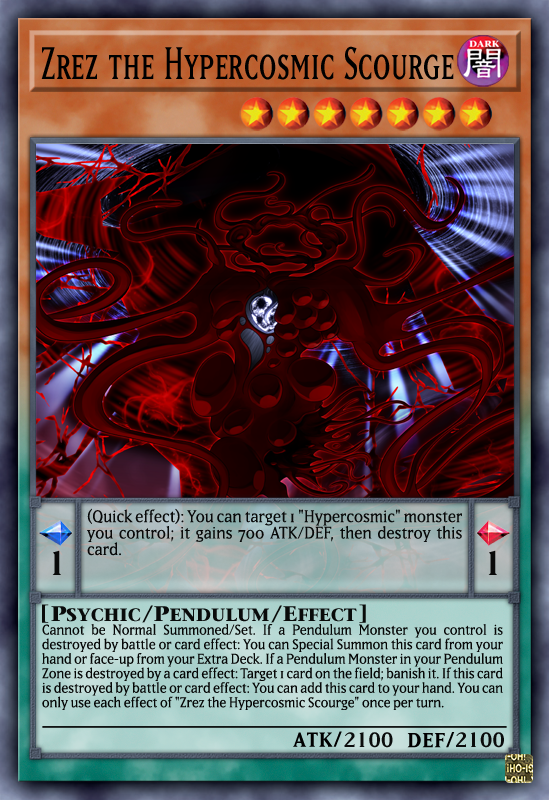 Zrez the Hypercosmic Scourge
DARK
闇
(Quick effect): You can target 1 "Hypercosmic" monster
you control; it gains 700 ATK/DEF, then destroy this
card.
1
1
[Psychic/Pendulum/Effect]
Cannot be Normal Summoned/Set. If a Pendulum Monster you control is
destroyed by battle or card effect: You can Special Summon this card from your
hand or face-up from your Extra Deck. If a Pendulum Monster in your Pendulum
Zone is destroyed by a card effect: Target 1 card on the field; banish it. If this
card is destroyed by battle or card effect: You can add this card to your hand. You can
only use each effect of "Zrez the Hypercosmic Scourge" once per turn.
ATK/2100 DEF/2100